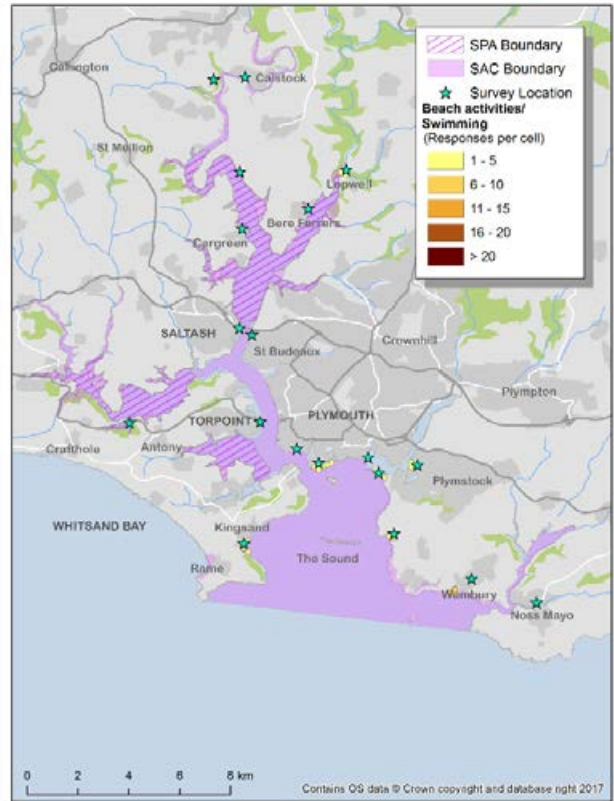 SPA Boundary
SAC Boundary
Survey Location
Beach activities/
Swimming
(Responses per cell)
1 - 5
6 - 10
11 - 15
16 - 20
> 20
Callington
Calstock
St Mellion
Lopwell
Bere Ferrers
Cargreen
SALTASH
St Budeaux
Crownhill
Plympton
TORPOINT
PLYMOUTH
Crafthole
Antony
Plymstock
WHITSAND BAY
Kingsand
The Sound
Rame
Wembury
Noss Mayo
0 2 4 6 8 km
Contains OS data © Crown copyright and database right 2017